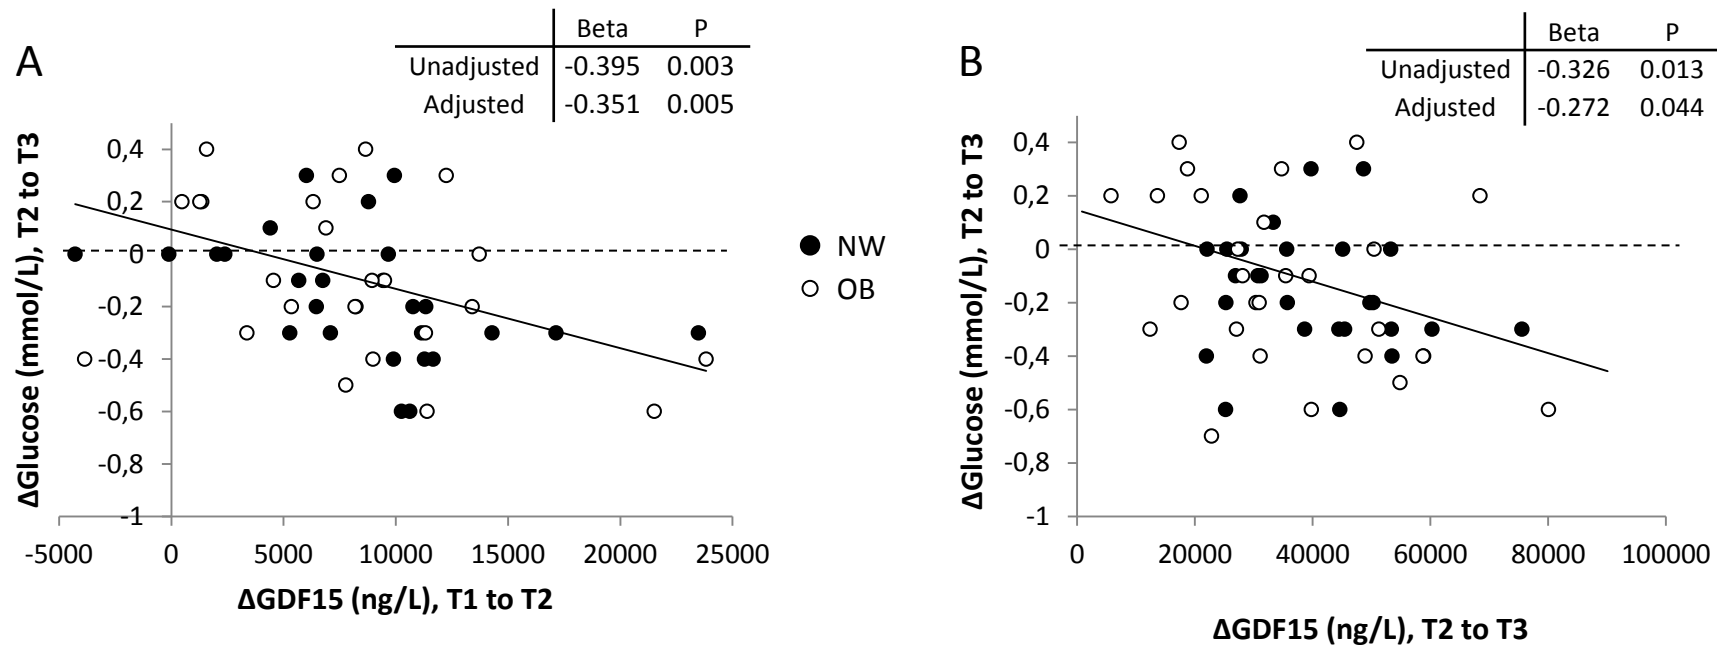 A
Beta P
Unadjusted -0.395 0.003
Adjusted -0.351 0.005
ΔGlucose (mmol/L), T2 to T3
0,4
0,2
0
-0,2
-0,4
-0,6
-0,8
-1
-5000 0 5000 10000 15000 20000 25000
ΔGDF15 (ng/L), T1 to T2
NW
OB
B
Beta P
Unadjusted -0.326 0.013
Adjusted -0.272 0.044
ΔGlucose (mmol/L), T2 to T3
0,4
0,2
0
-0,2
-0,4
-0,6
-0,8
-1
0 20000 40000 60000 80000 100000
ΔGDF15 (ng/L), T2 to T3